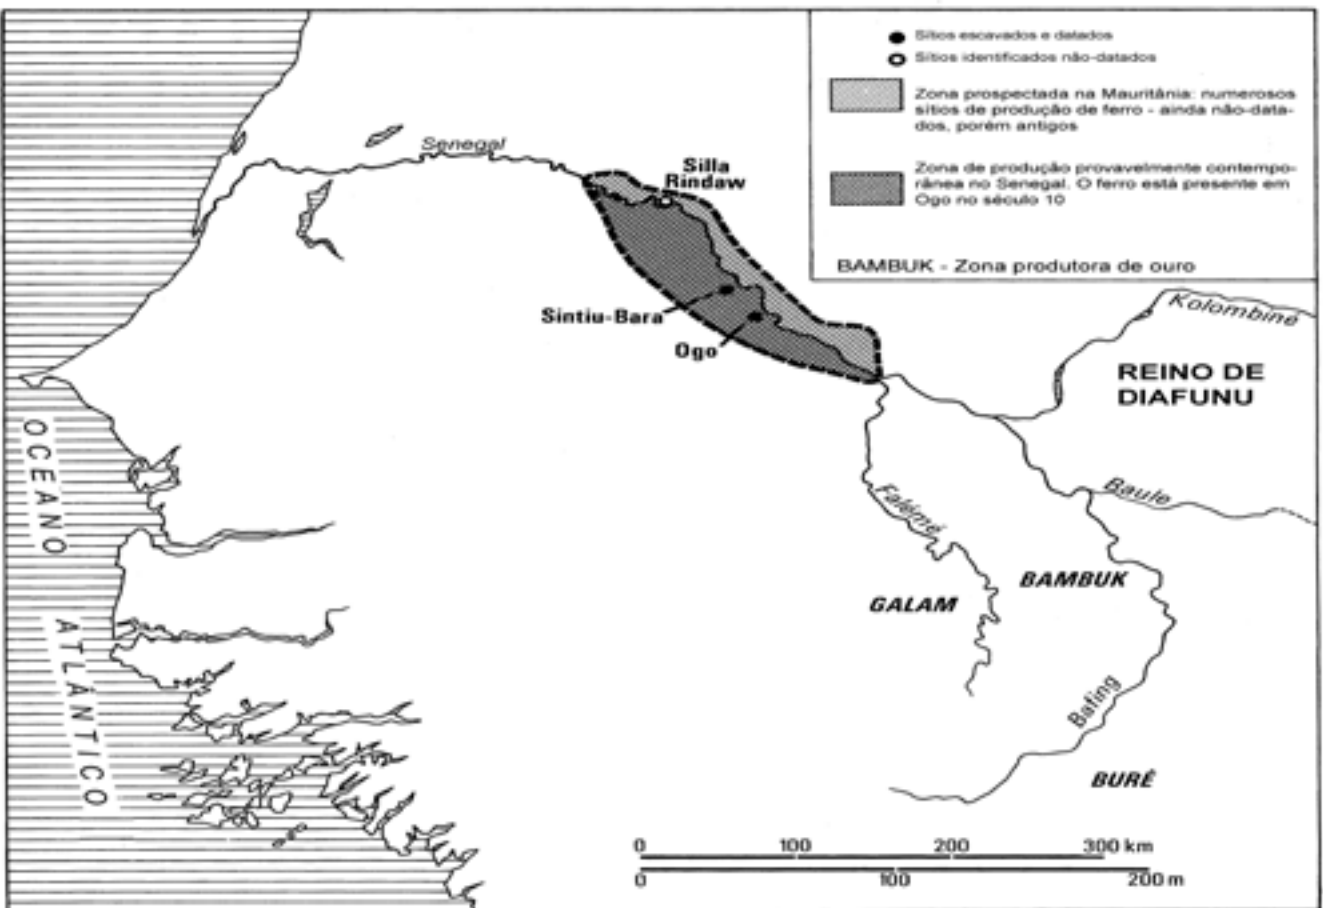 Sítios escavados e datados
Sítios identificados não-datados
Zona prospectada na Mauritânia: numerosos
sítios de produção de ferro - ainda não-data-
dos, porém antigos
Zona de produção provavelmente contempo-
rânea no Senegal. O ferro está presente em
Ogo no século 10
BAMBUK - Zona produtora de ouro
Senegal
Silla
Rindaw
Sintiu-Bara
Ogo
Kolombiné
REINO DE
DIAFUNU
OCEANO
ATLÂNTICO
Baule
Falémé
BAMBUK
GALAM
Bafing
BURÉ
0 100 200 300 km
0 100 200 m